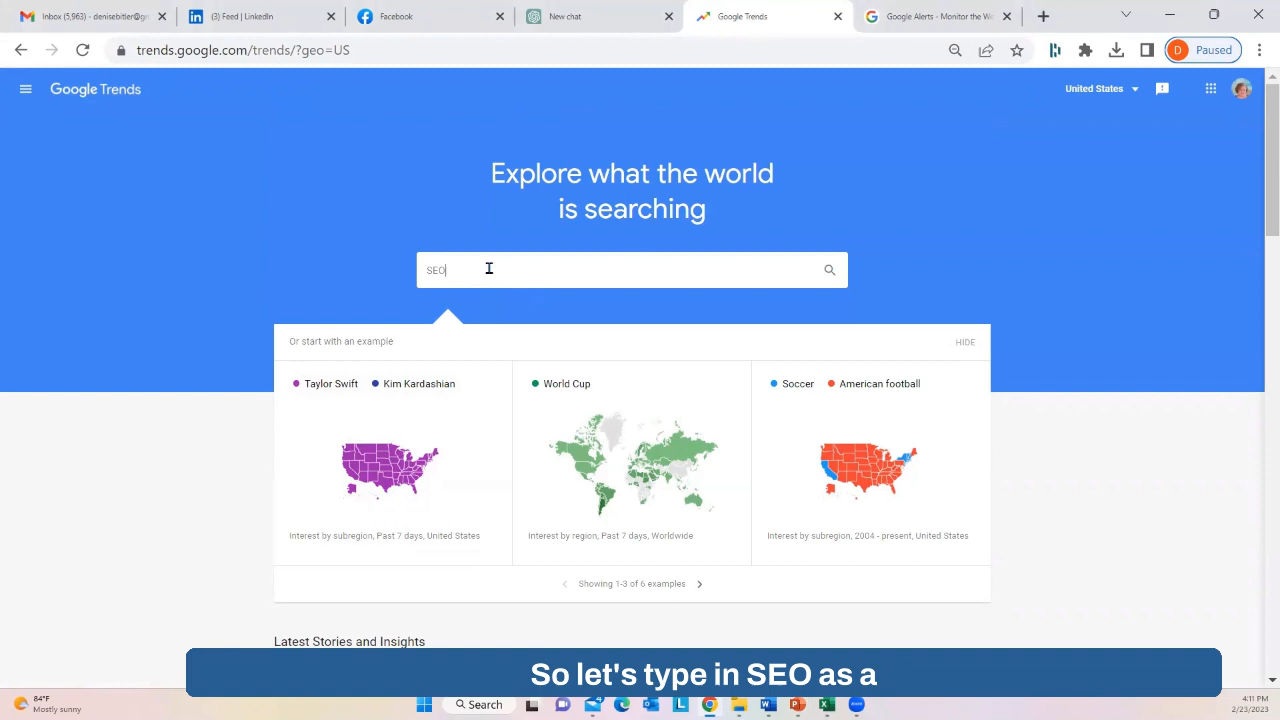 Inbox (5,963) - denisebitler@gr
(3) Feed | LinkedIn
Facebook
New chat
Google Trends
Google Alerts - Monitor the We
trends.google.com/trends/?geo=US
D
Paused
Google Trends
United States
Explore what the world
is searching
SEO
Or start with an example
HIDE
Taylor Swift
Kim Kardashian
World Cup
Soccer
American football
Interest by subregion, Past 7 days, United States
Interest by region, Past 7 days, Worldwide
Interest by subregion, 2004 - present, United States
Showing 1-3 of 6 examples
Latest Stories and Insights
So let's type in SEO as a
84°F
Mostly sunny
Search
4:11 PM
2/23/2023